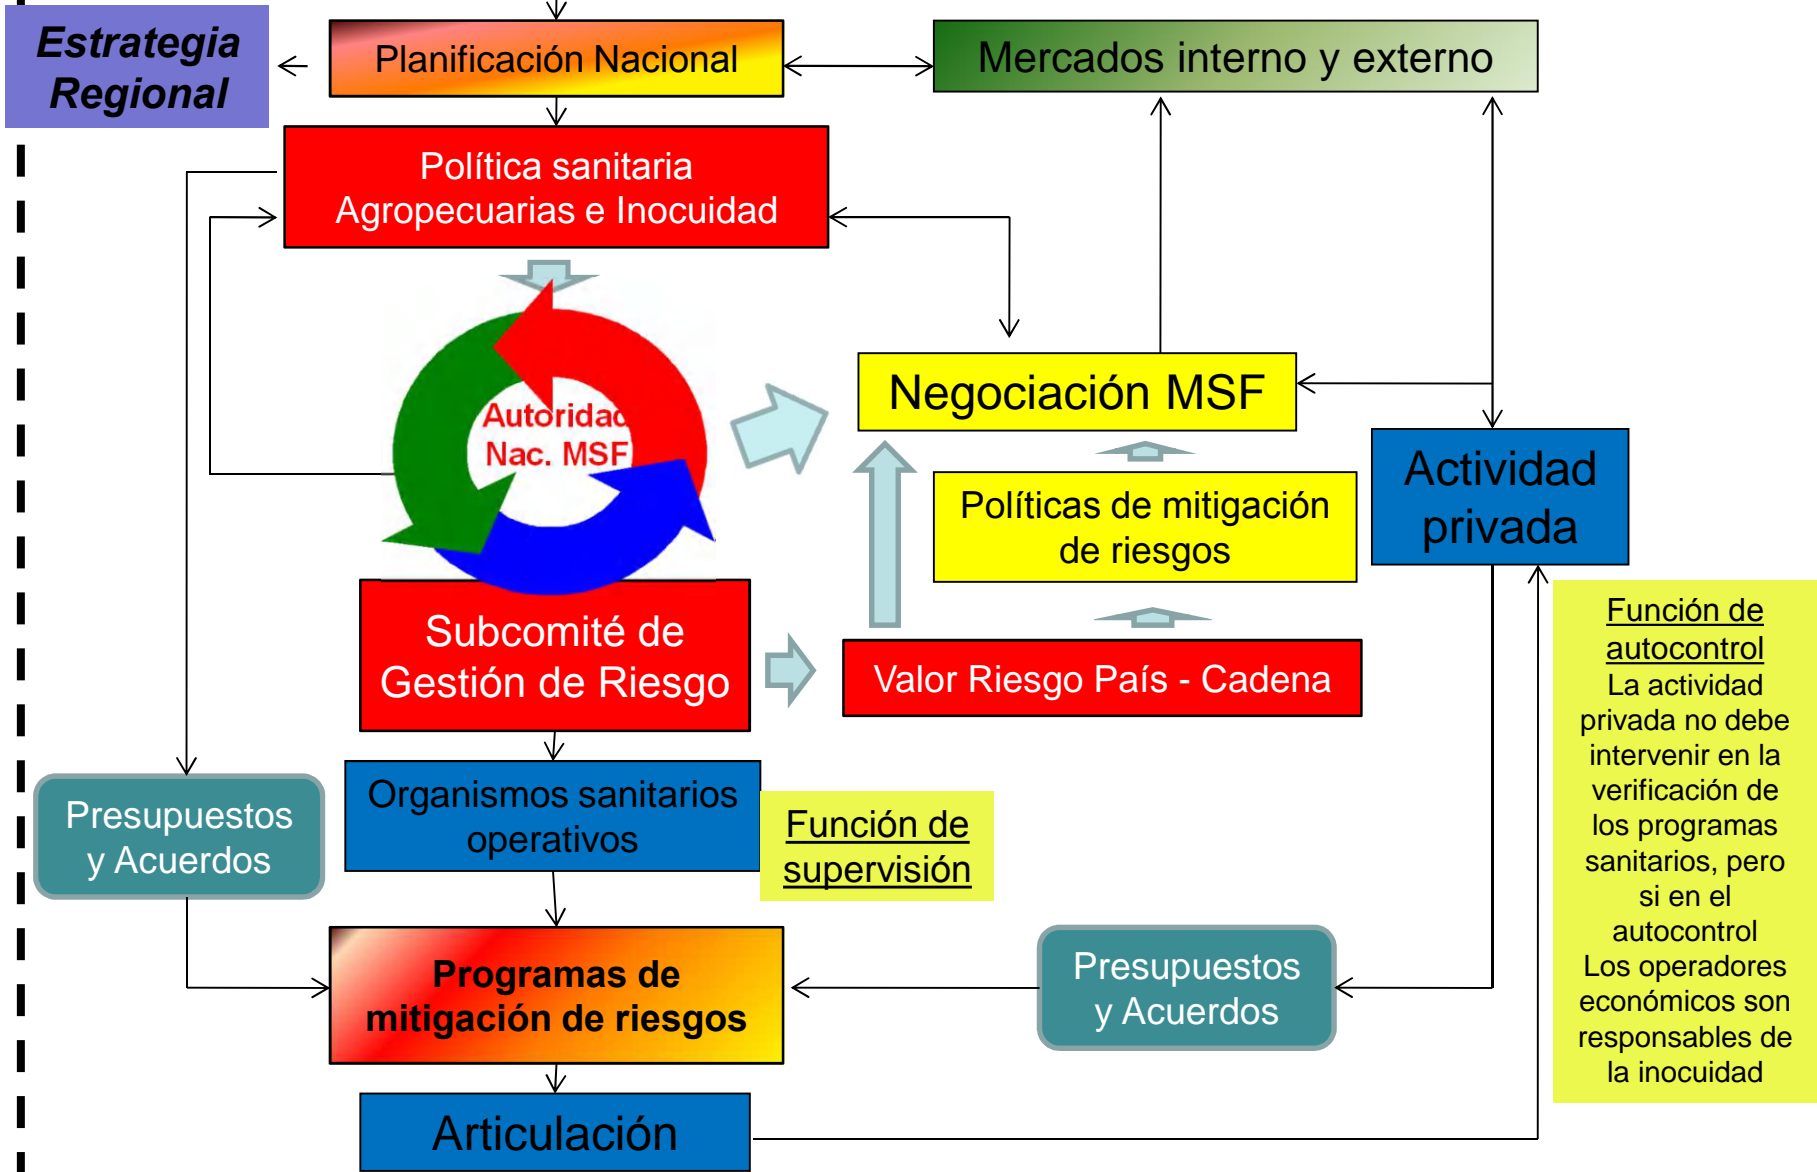 Estrategia
Regional
Planificación Nacional
Mercados interno y externo
Política sanitaria
Agropecuarias e Inocuidad
Autoridad
Nac. MSF
Negociación MSF
Políticas de mitigación
de riesgos
Actividad
privada
Subcomité de
Gestión de Riesgo
Valor Riesgo País - Cadena
Función de
autocontrol
La actividad
privada no debe
intervenir en la
verificación de
los programas
sanitarios, pero
si en el
autocontrol
Los operadores
económicos son
responsables de
la inocuidad
Presupuestos
y Acuerdos
Organismos sanitarios
operativos
Función de
supervisión
Programas de
mitigación de riesgos
Presupuestos
y Acuerdos
Articulación